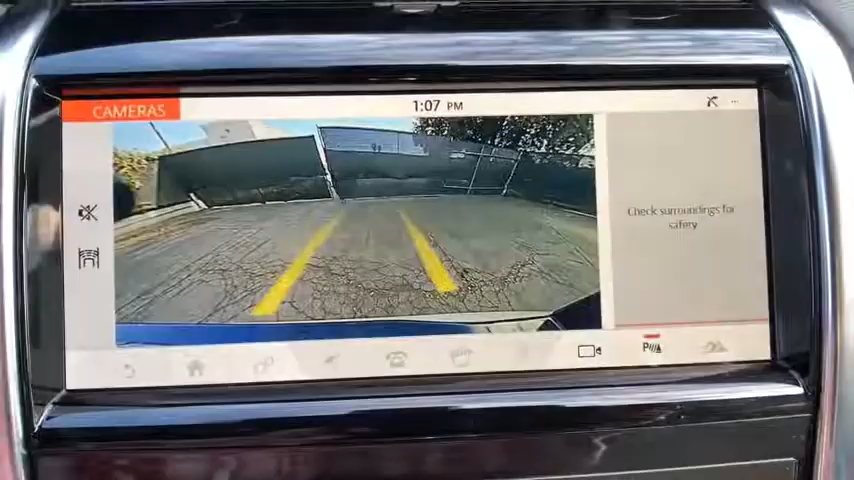 CAMERAS
1:07 PM
Check surroundings for
safety
P